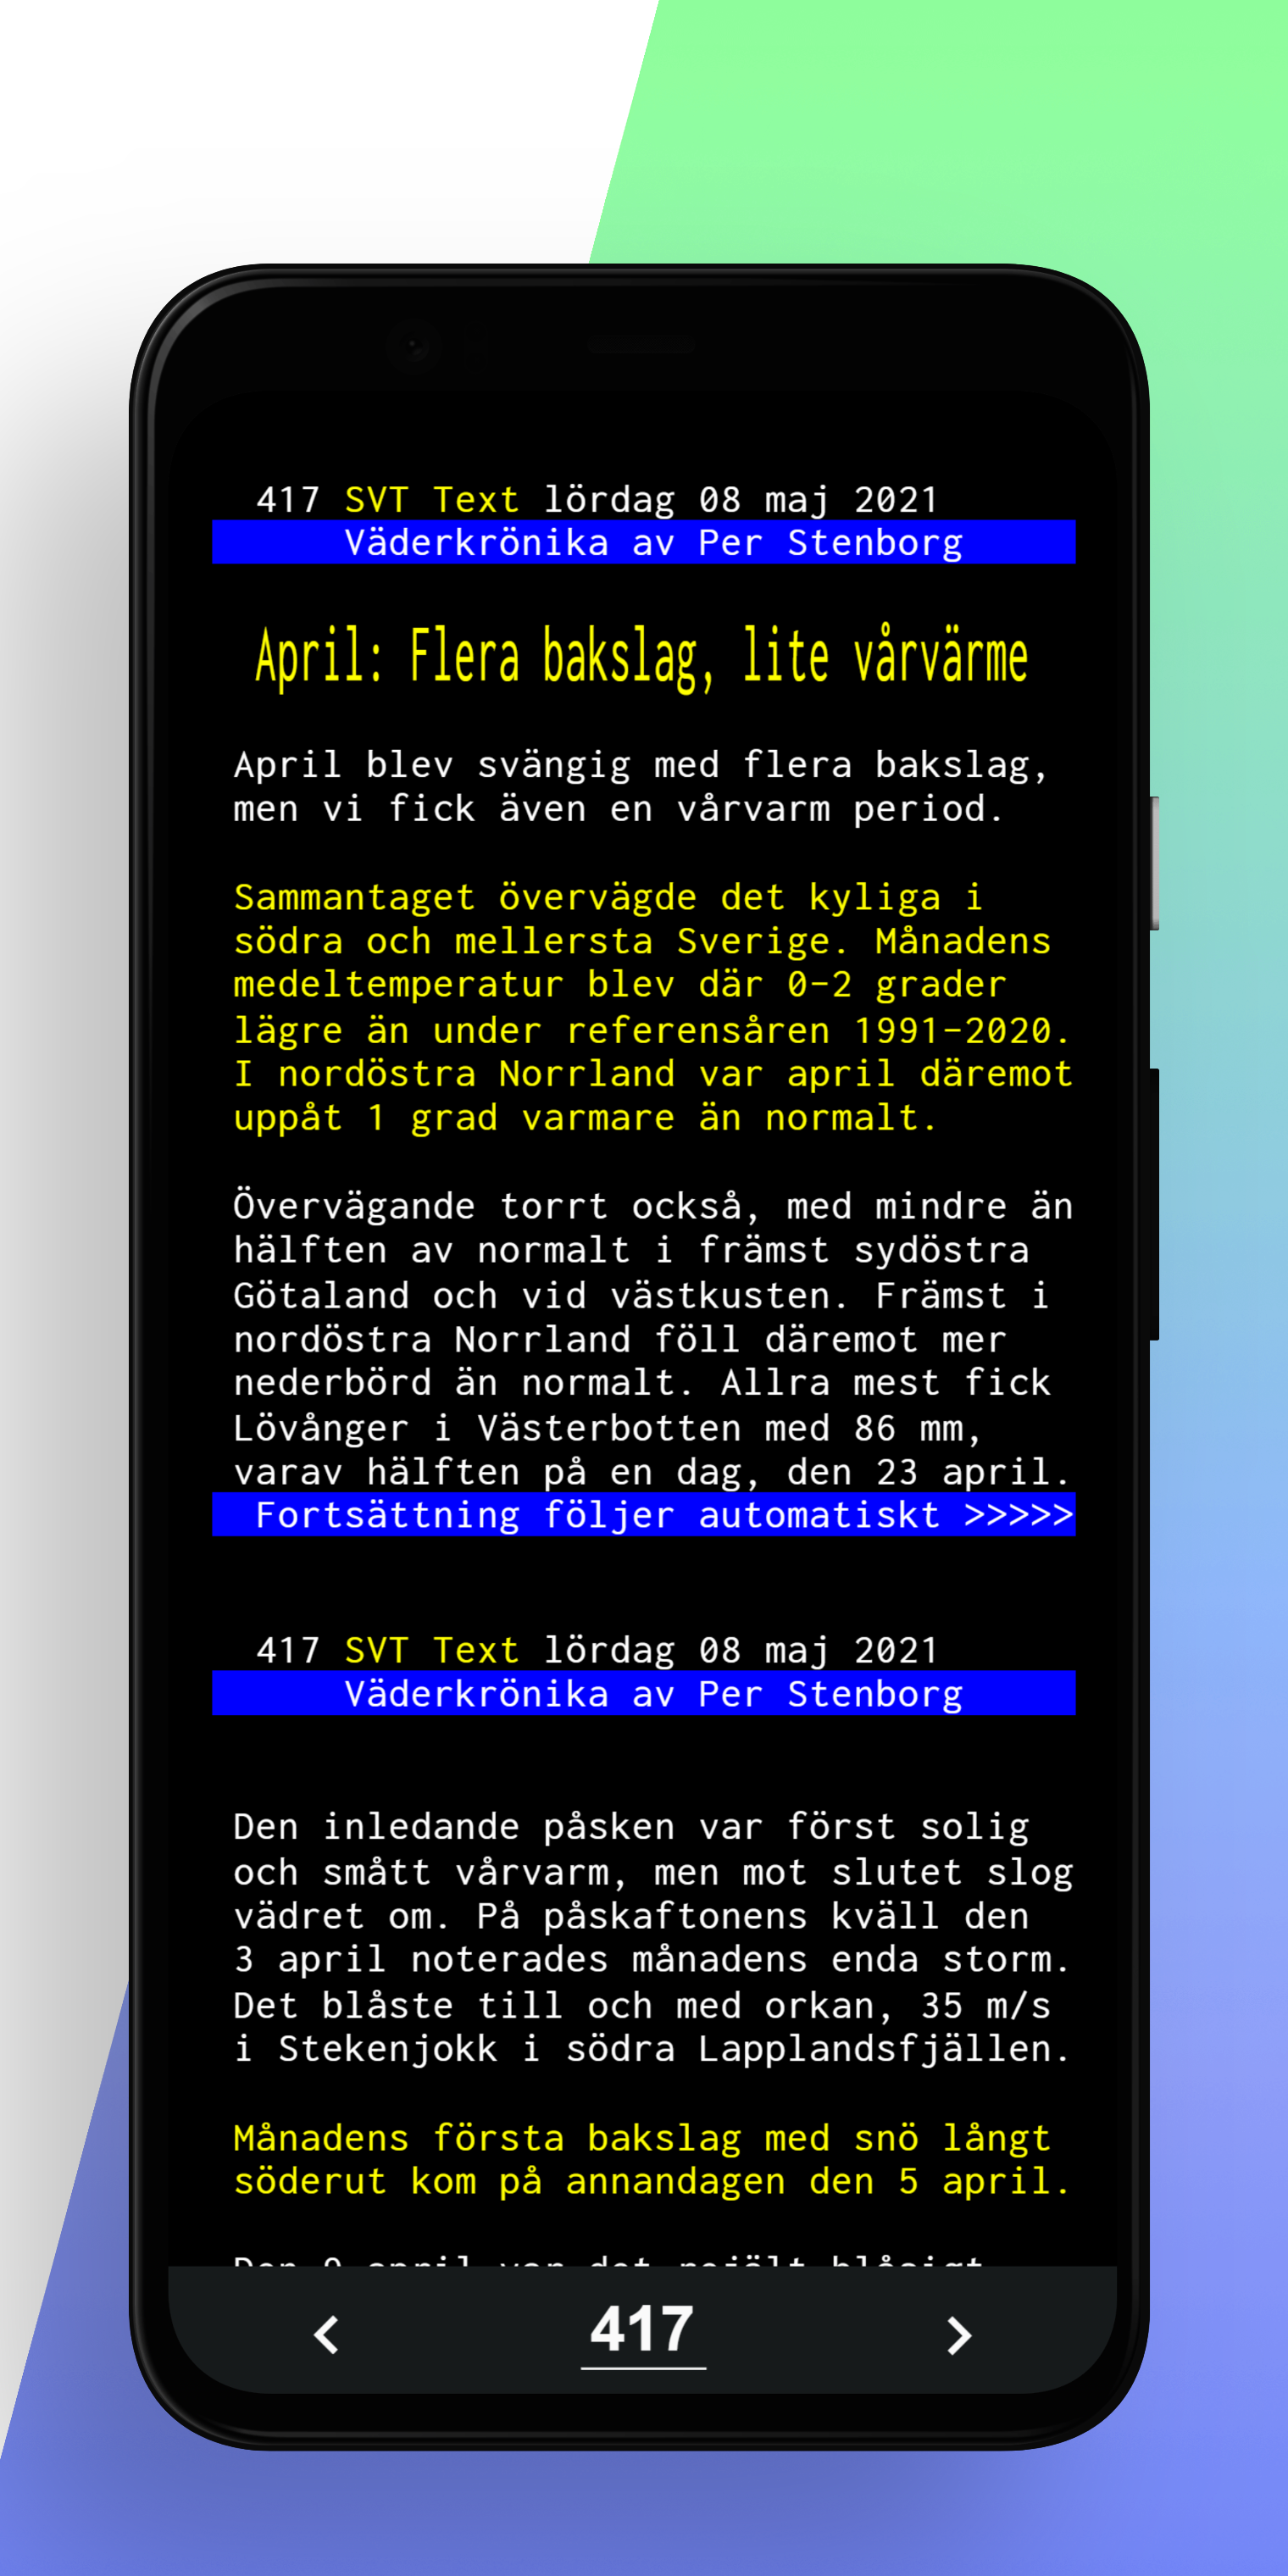 417 SVT Text lördag 08 maj 2021
Väderkrönika av Per Stenborg
April: Flera bakslag, lite vårvärme
April blev svängig med flera bakslag,
men vi fick även en vårvarm period.
Sammantaget övervägde det kyliga i
södra och mellersta Sverige. Månadens
medeltemperatur blev där 0-2 grader
lägre än under referensåren 1991-2020.
I nordöstra Norrland var april däremot
uppåt 1 grad varmare än normalt.
Övervägande torrt också, med mindre än
hälften av normalt i främst sydöstra
Götaland och vid västkusten. Främst i
nordöstra Norrland föll däremot mer
nederbörd än normalt. Allra mest fick
Lövånger i Västerbotten med 86 mm,
varav hälften på en dag, den 23 april.
Fortsättning följer automatiskt >>>>>
417 SVT Text lördag 08 maj 2021
Väderkrönika av Per Stenborg
Den inledande påsken var först solig
och smått vårvarm, men mot slutet slog
vädret om. På påskaftonens kväll den
3 april noterades månadens enda storm.
Det blåste till och med orkan, 35 m/s
i Stekenjokk i södra Lapplandsfjällen.
Månadens första bakslag med snö långt
söderut kom på annandagen den 5 april.
april var det rejält blåsigt
< 417 >